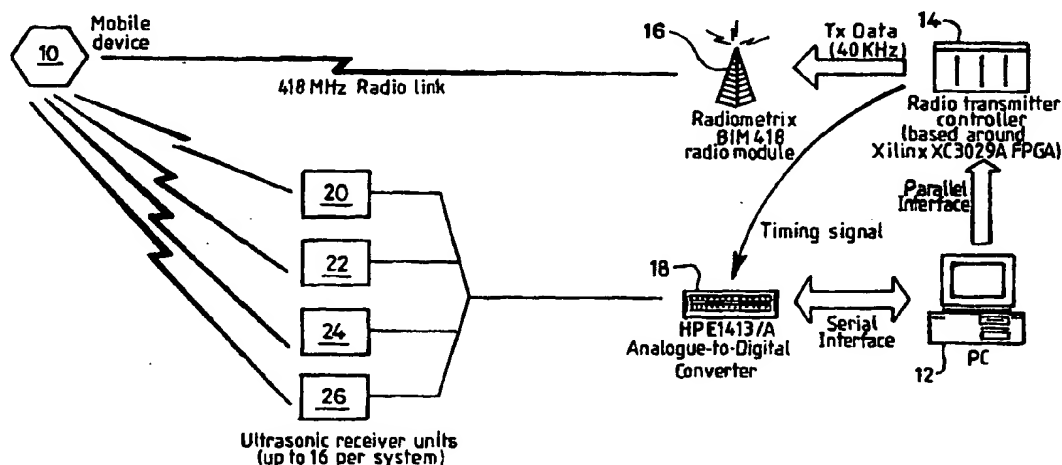 10
Mobile
device
418 MHz Radio link
16
Radiometrix
BIM 418
radio module
Tx Data
(40 KHz)
14
Radio transmitter
controller
(based around
Xilinx XC3029A FPGA)
Parallel
Interface
Timing signal
20
22
24
26
Ultrasonic receiver units
(up to 16 per system)
18
HPE1413/A
Analogue-to-Digital
Converter
Serial
Interface
12
PC